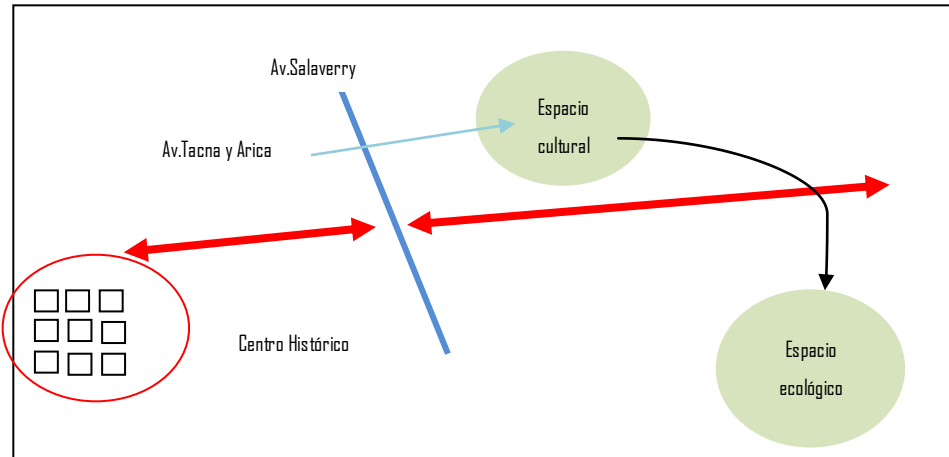 Av.Salaverry
Espacio
cultural
Av.Tacna y Arica
Centro Histórico
Espacio
ecológico